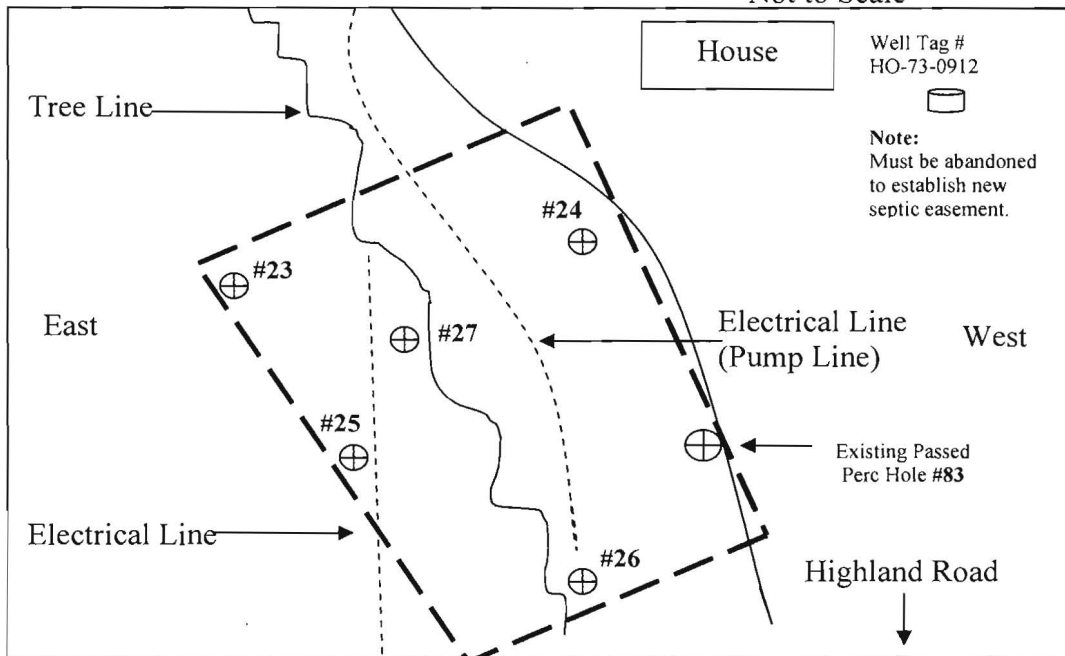 Not to Scale
House
Well Tag #
HO-73-0912
Tree Line
Note:
Must be abandoned
to establish new
septic easement.
#24
#23
East
#27
Electrical Line
(Pump Line)
West
#25
Existing Passed
Perc Hole #83
Electrical Line
#26
Highland Road